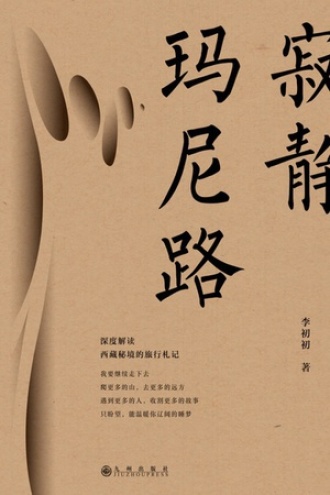 寂静
玛尼路
李初初 著
深度解读
西藏秘境的旅行札记
我要继续走下去
爬更多的山，去更多的远方
遇到更多的人，收割更多的故事
只盼望，能温暖你辽阔的睡梦
九州出版社
JIUZHOUPRESS